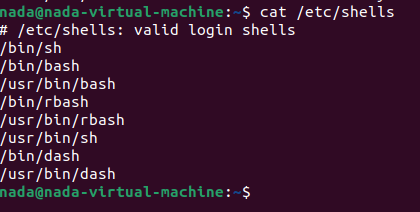 nada@nada-virtual-machine:~$ cat /etc/shells
# /etc/shells: valid login shells
/bin/sh
/bin/bash
/usr/bin/bash
/bin/rbash
/usr/bin/rbash
/usr/bin/sh
/bin/dash
/usr/bin/dash
nada@nada-virtual-machine:~$